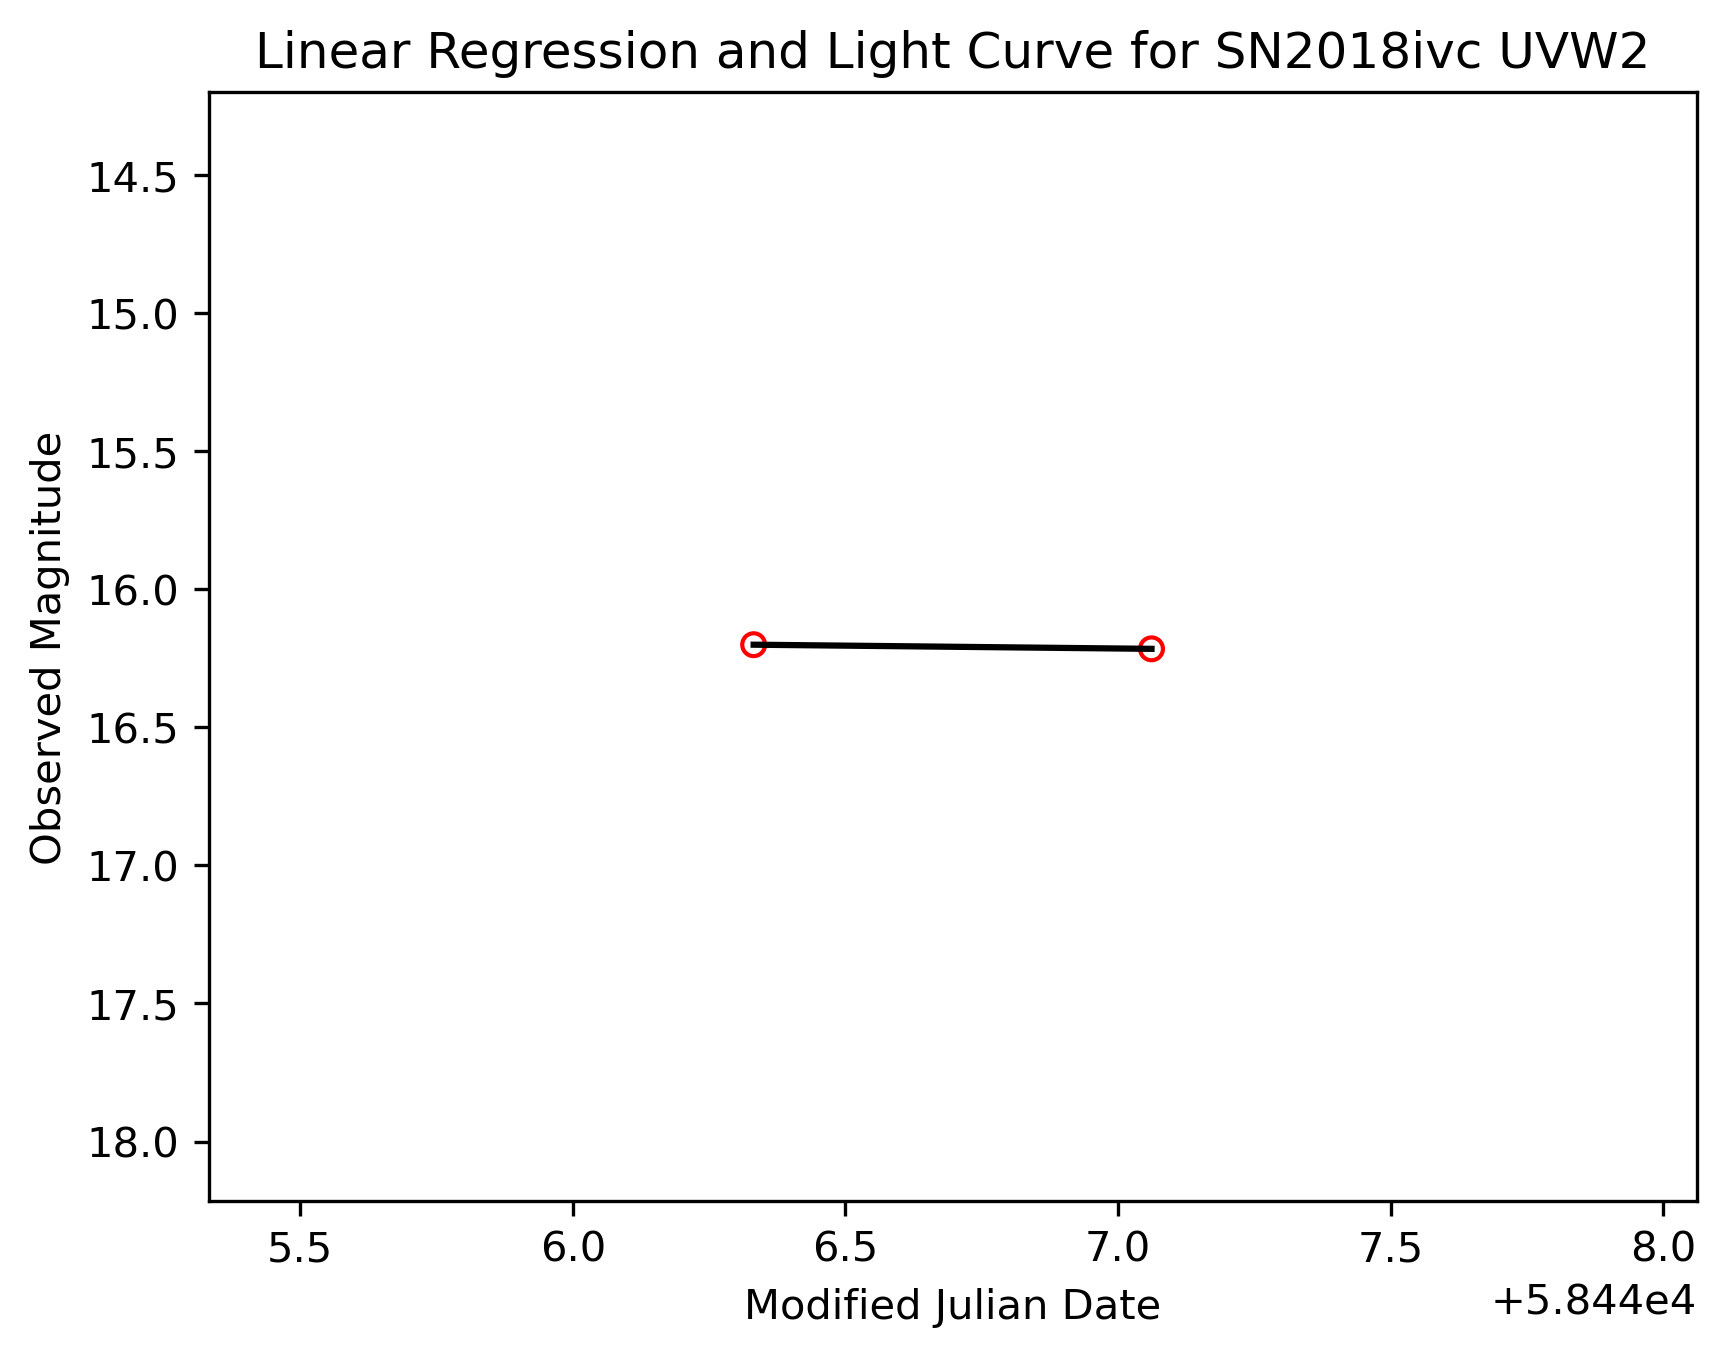 Linear Regression and Light Curve for SN2018ivc UVW2
14.5
15.0
15.5
16.0
16.5
17.0
17.5
18.0
Observed Magnitude
5.5 6.0 6.5 7.0 7.5 8.0
+5.844e4
Modified Julian Date